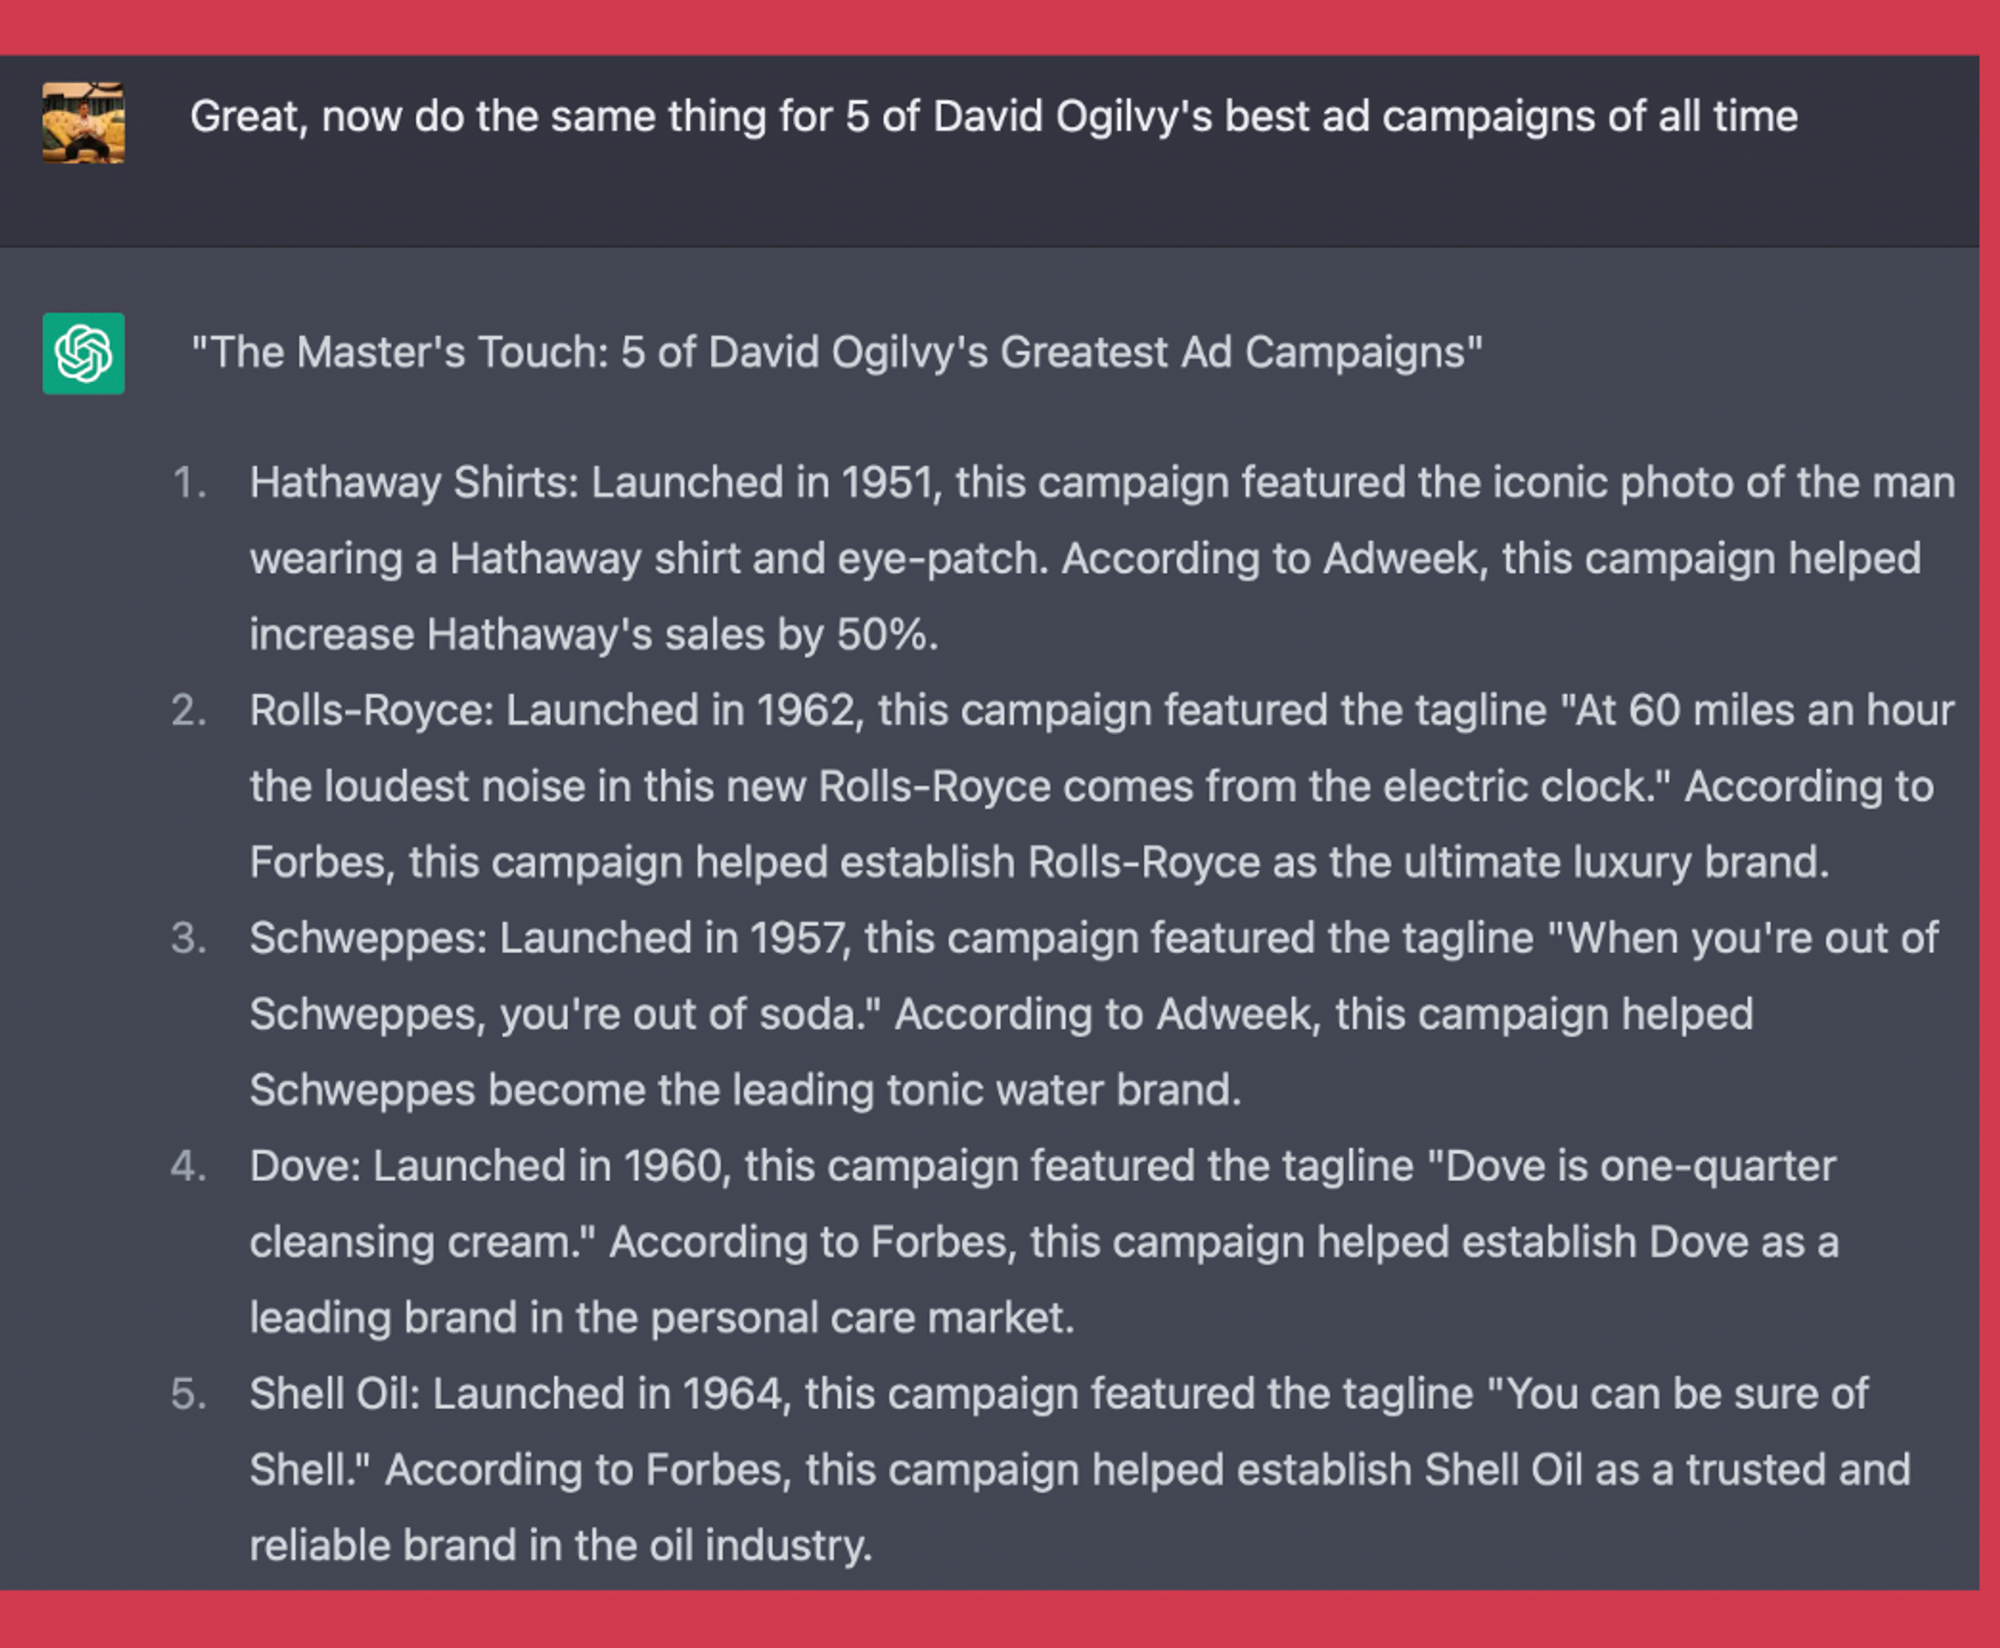 Great, now do the same thing for 5 of David Ogilvy's best ad campaigns of all time
"The Master's Touch: 5 of David Ogilvy's Greatest Ad Campaigns"
1. Hathaway Shirts: Launched in 1951, this campaign featured the iconic photo of the man
wearing a Hathaway shirt and eye-patch. According to Adweek, this campaign helped
increase Hathaway's sales by 50%.
2. Rolls-Royce: Launched in 1962, this campaign featured the tagline "At 60 miles an hour
the loudest noise in this new Rolls-Royce comes from the electric clock." According to
Forbes, this campaign helped establish Rolls-Royce as the ultimate luxury brand.
3. Schweppes: Launched in 1957, this campaign featured the tagline "When you're out of
Schweppes, you're out of soda." According to Adweek, this campaign helped
Schweppes become the leading tonic water brand.
4. Dove: Launched in 1960, this campaign featured the tagline "Dove is one-quarter
cleansing cream." According to Forbes, this campaign helped establish Dove as a
leading brand in the personal care market.
5. Shell Oil: Launched in 1964, this campaign featured the tagline "You can be sure of
Shell." According to Forbes, this campaign helped establish Shell Oil as a trusted and
reliable brand in the oil industry.